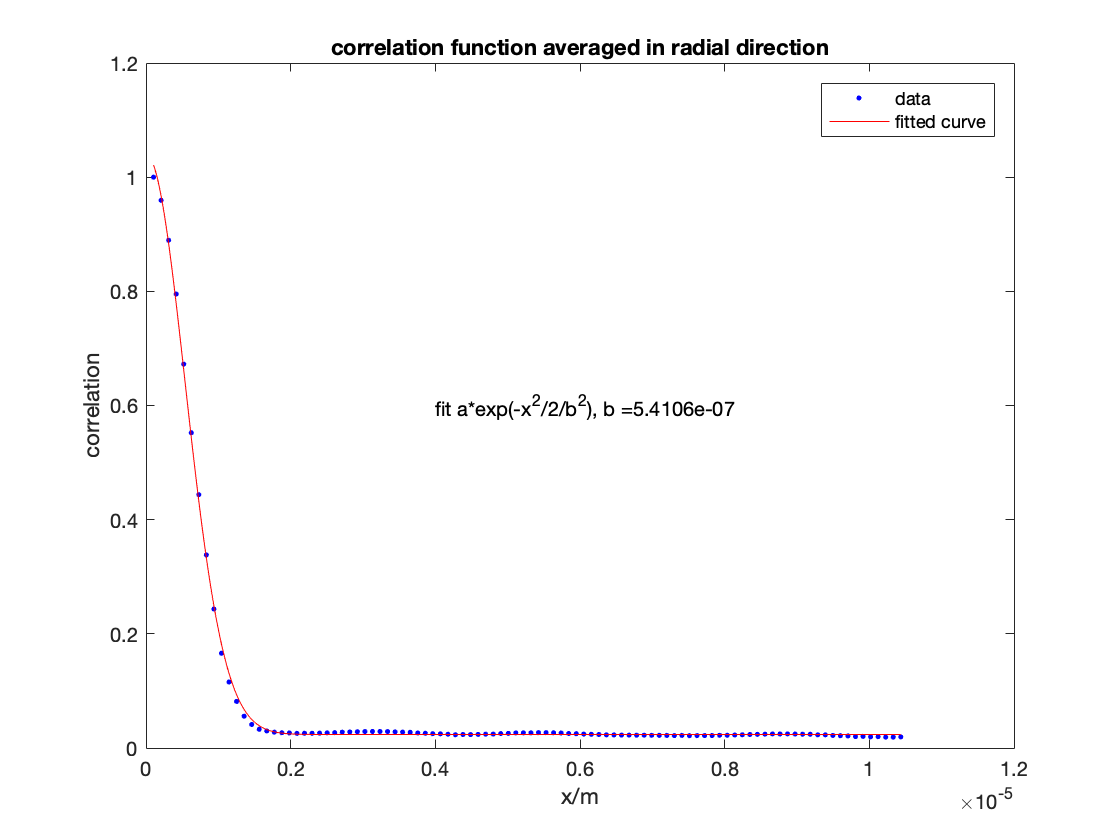 correlation function averaged in radial direction
1.2
data
fitted curve
1
0.8
correlation
0.6
fit a*exp(-x²/2/b²), b =5.4106e-07
0.4
0.2
0
0 0.2 0.4 0.6 0.8 1 1.2
x/m
×10⁻⁵